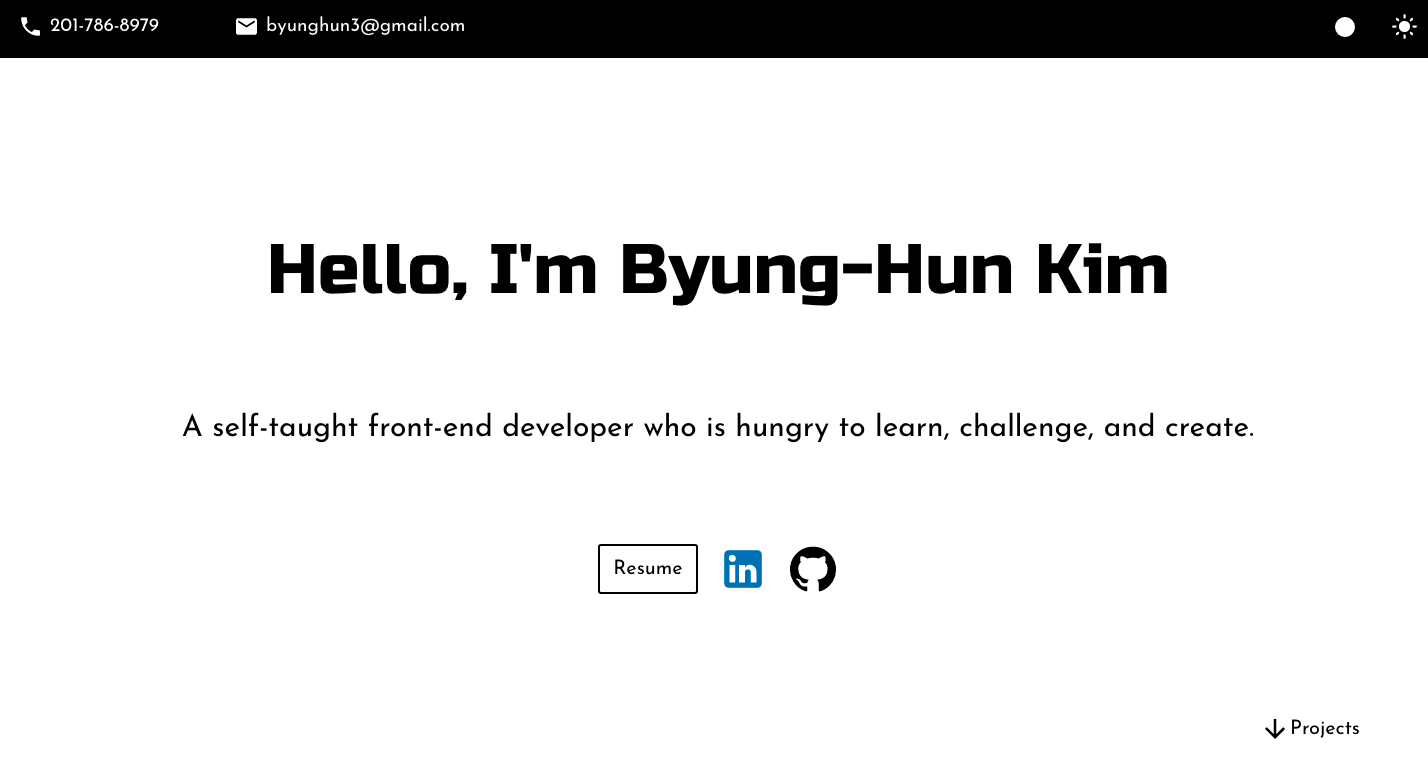 201-786-8979 byunghun3@gmail.com
Hello, I'm Byung-Hun Kim
A self-taught front-end developer who is hungry to learn, challenge, and create.
Resume in
Projects